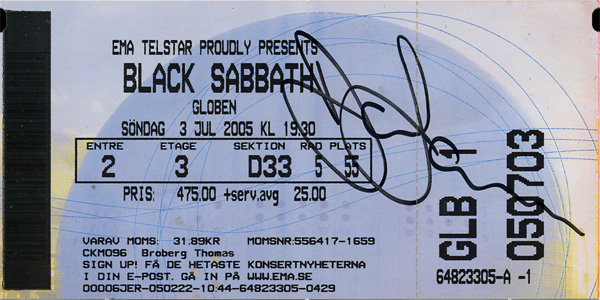 EMA TELSTAR PROUDLY PRESENTS
BLACK SABBATH
GLOBEN
SÖNDAG 3 JUL 2005 KL 19.30
ENTRE ETAGE SEKTION RAD PLATS
2 3 D33 5 55
PRIS: 475.00 +serv.avg 25.00
VARAV MOMS: 31.89KR MOMSNR:556417-1659
CKM096 Broberg Thomas
SIGN UP! FÅ DE HETASTE KONSERTNYHETERNA
I DIN E-POST. GÅ IN PÅ WWW.EMA.SE
00006JER-050222-10:44-64823305-0429
GLB
050703
64823305-A -1